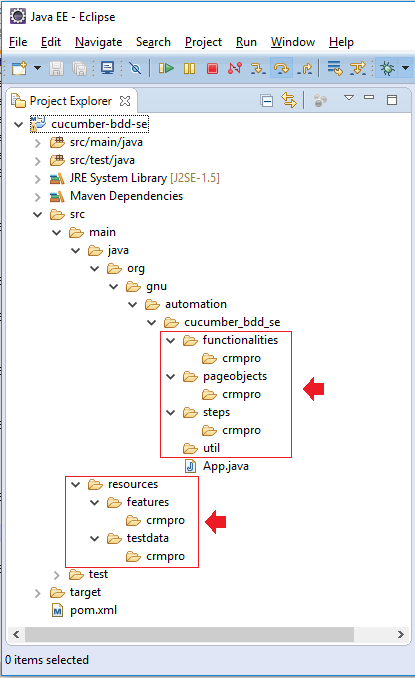 Java EE - Eclipse
File Edit Navigate Search Project Run Window Help
Project Explorer
cucumber-bdd-se
src/main/java
src/test/java
JRE System Library [J2SE-1.5]
Maven Dependencies
src
main
java
org
gnu
automation
cucumber_bdd_se
functionalities
crmpro
pageobjects
crmpro
steps
crmpro
util
App.java
resources
features
crmpro
testdata
crmpro
test
target
pom.xml
0 items selected